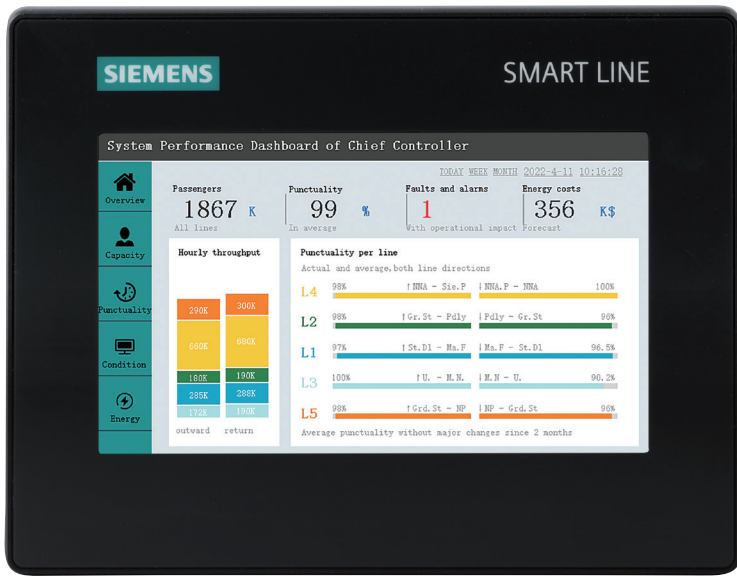 SIEMENS
SMART LINE
System Performance Dashboard of Chief Controller
TODAY WEEK MONTH 2022-4-11 10:16:28
Overview
Capacity
Punctuality
Condition
Energy
Passengers
1867 K
All lines
Punctuality
99 %
In average
Faults and alarms
1
With operational impact
Energy costs
356 K$
Forecast
Hourly throughput
290K 300K
660K 680K
180K 190K
285K 288K
172K 190K
outward return
Punctuality per line
Actual and average,both line directions
L4 98% ↑NNA - Sie.P ↓NNA.P - NNA 100%
L2 98% ↑Gr.St - Pdly ↓Pdly - Gr.St 96%
L1 97% ↑St.Dl - Ma.F ↓Ma.F - St.Dl 96.5%
L3 100% ↑U. - M.N. ↓M.N - U. 90.2%
L5 98% ↑Grd.St - NP ↓NP - Grd.St 96%
Average punctuality without major changes since 2 months